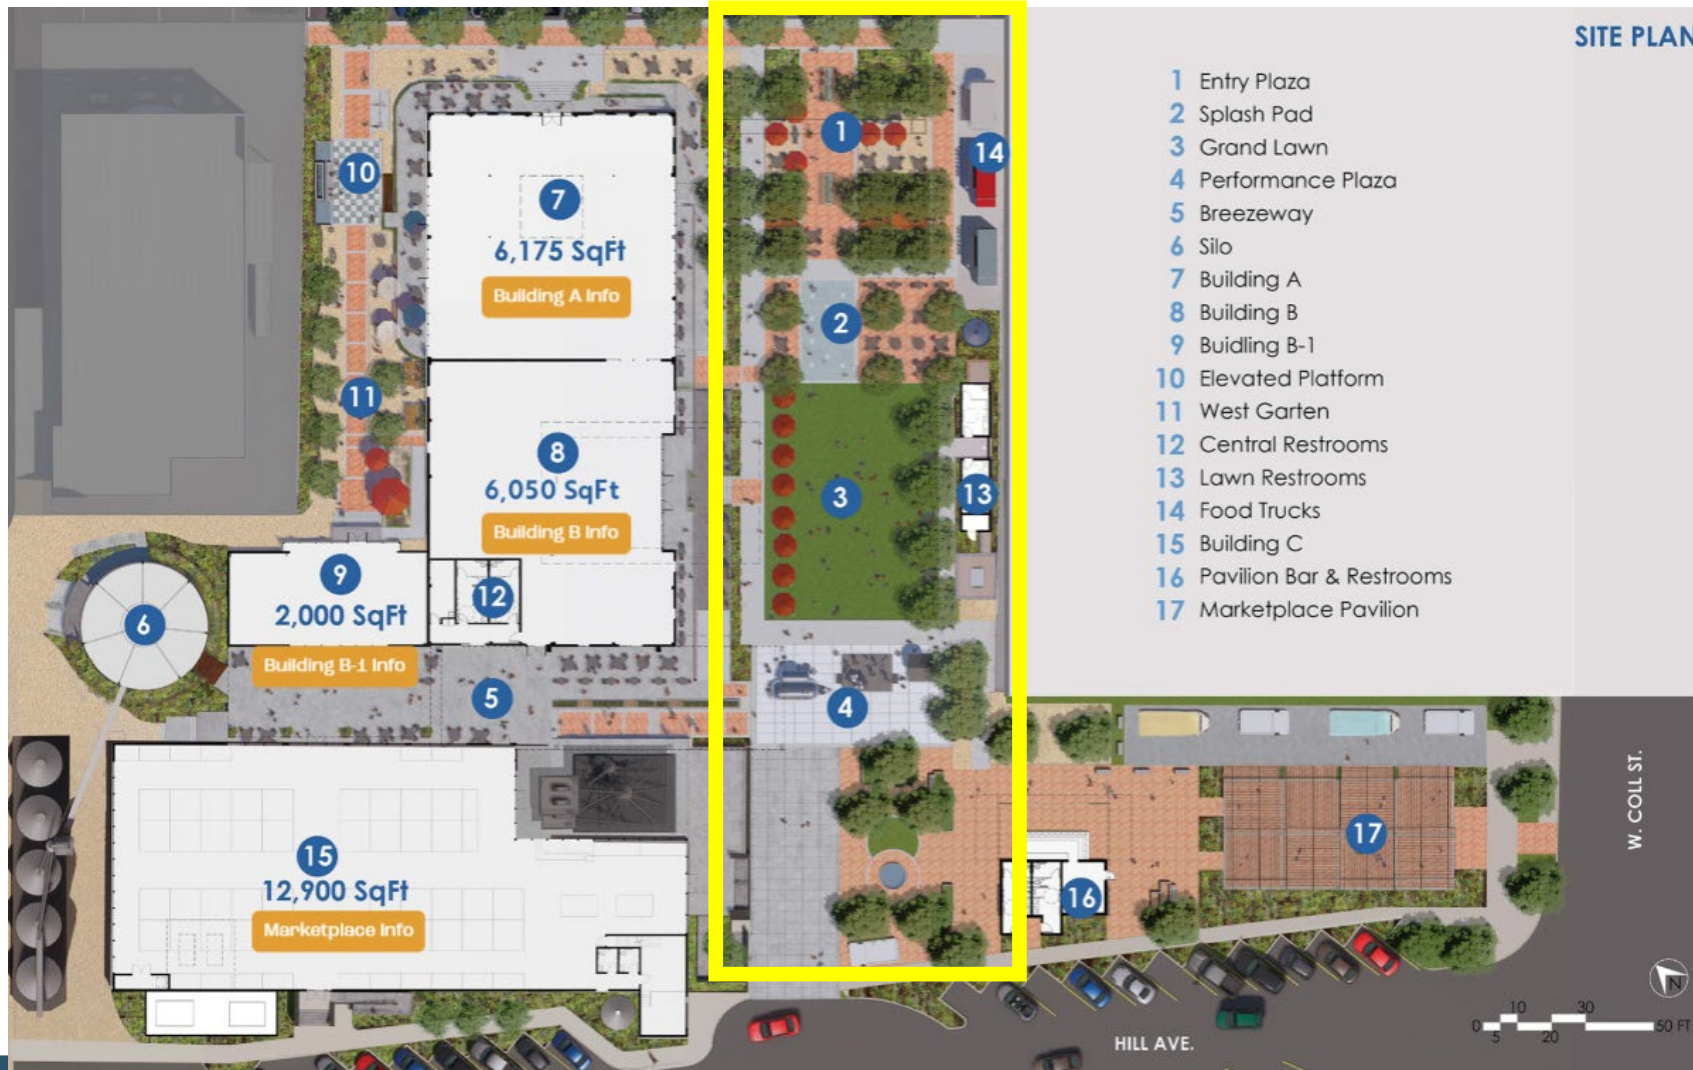 SITE PLAN
1 Entry Plaza
2 Splash Pad
3 Grand Lawn
4 Performance Plaza
5 Breezeway
6 Silo
7 Building A
8 Building B
9 Buidling B-1
10 Elevated Platform
11 West Garten
12 Central Restrooms
13 Lawn Restrooms
14 Food Trucks
15 Building C
16 Pavilion Bar & Restrooms
17 Marketplace Pavilion
1
14
10
7
6,175 SqFt
Building A Info
2
11
8
6,050 SqFt
Building B Info
3
13
9
2,000 SqFt
12
6
Building B-1 Info
5
4
15
12,900 SqFt
Marketplace Info
16
17
W. COLL ST.
HILL AVE.
N
10 30
0 50 FT
5 20